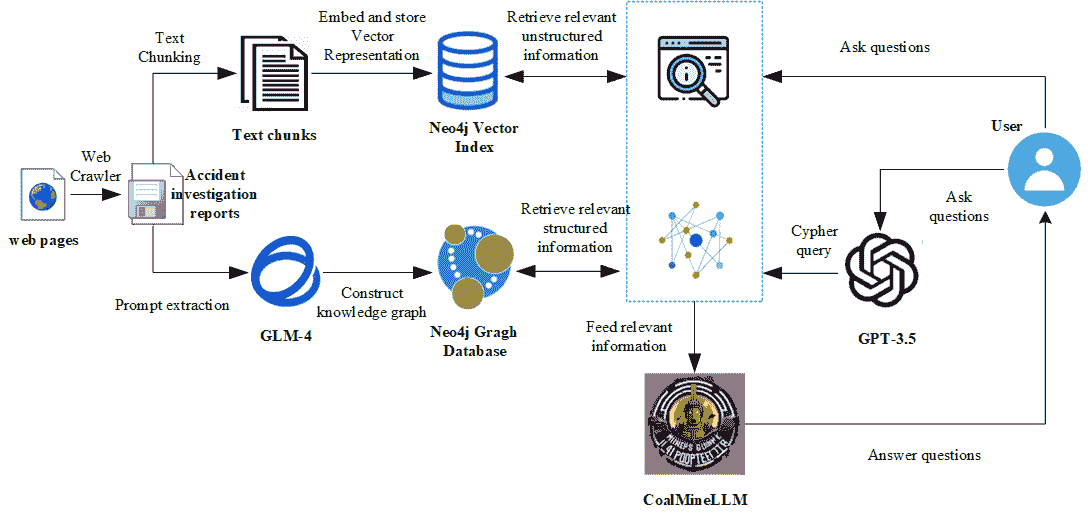 Text
Chunking
Embed and store
Vector
Representation
Retrieve relevant
unstructured
information
Ask questions
Text chunks
Neo4j Vector
Index
User
Web
Crawler
Accident
investigation
reports
web pages
Ask
questions
Retrieve relevant
structured
information
Cypher
query
Prompt extraction
GLM-4
Construct
knowledge graph
Neo4j Gragh
Database
GPT-3.5
Feed relevant
information
Answer questions
CoalMineLLM